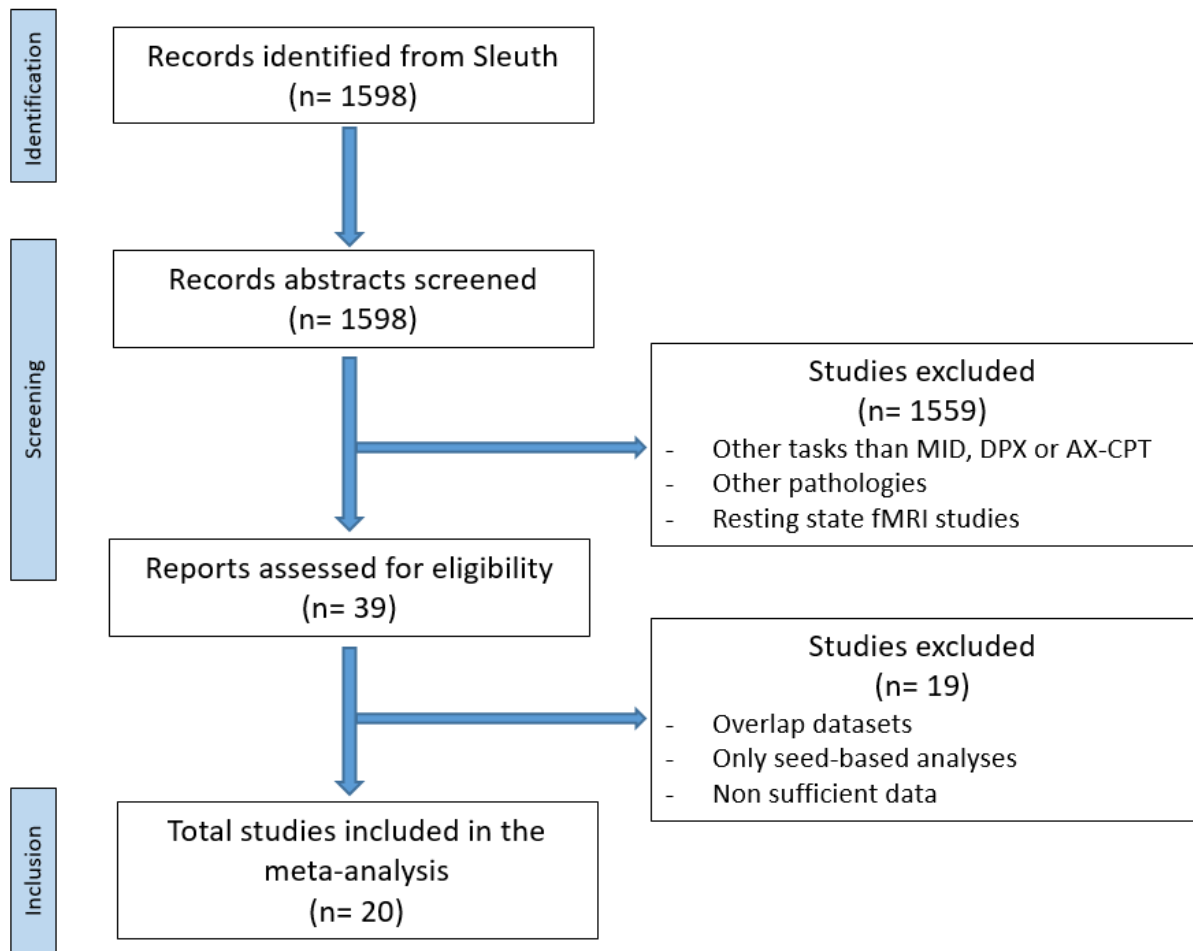 Identification
Records identified from Sleuth
(n= 1598)
Screening
Records abstracts screened
(n= 1598)
Studies excluded
(n= 1559)
- Other tasks than MID, DPX or AX-CPT
- Other pathologies
- Resting state fMRI studies
Reports assessed for eligibility
(n= 39)
Studies excluded
(n= 19)
- Overlap datasets
- Only seed-based analyses
- Non sufficient data
Inclusion
Total studies included in the
meta-analysis
(n= 20)